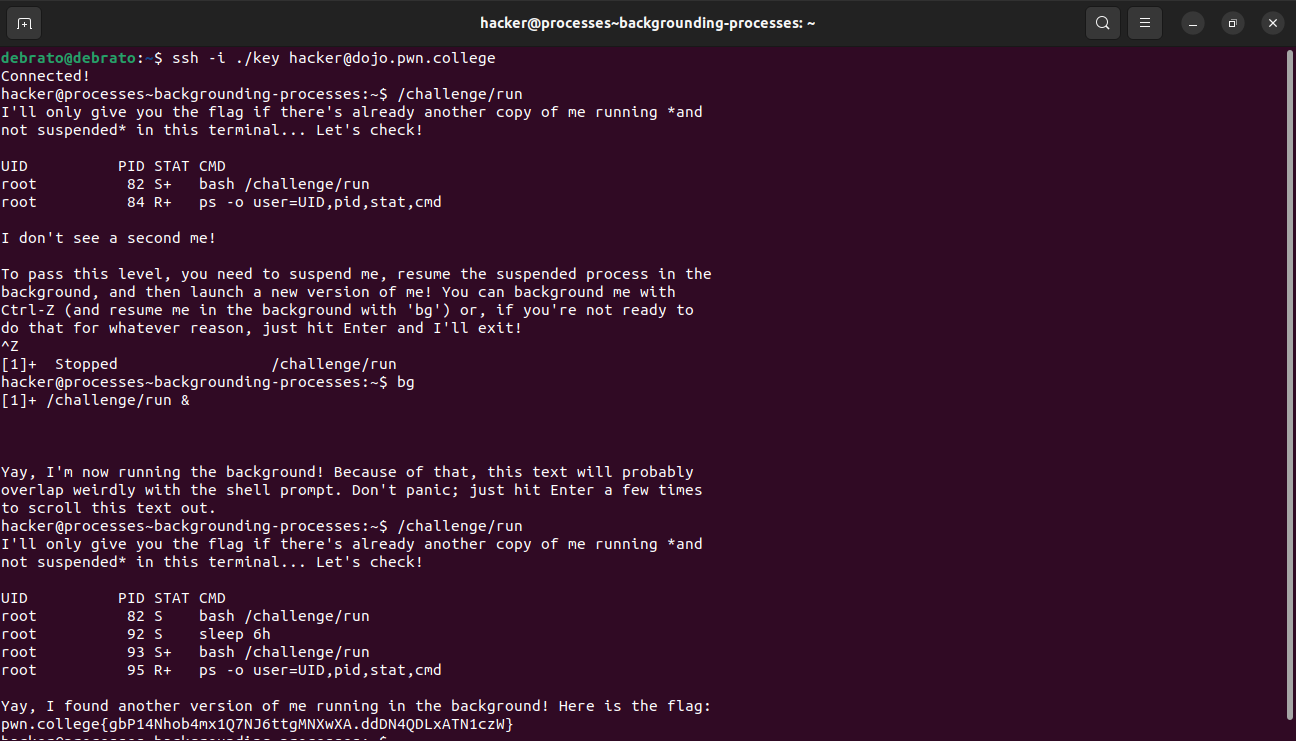 hacker@processes~backgrounding-processes: ~
debrato@debrato:~$ ssh -i ./key hacker@dojo.pwn.college
Connected!
hacker@processes~backgrounding-processes:~$ /challenge/run
I'll only give you the flag if there's already another copy of me running *and
not suspended* in this terminal... Let's check!
UID          PID STAT CMD
root          82 S+   bash /challenge/run
root          84 R+   ps -o user=UID,pid,stat,cmd
I don't see a second me!
To pass this level, you need to suspend me, resume the suspended process in the
background, and then launch a new version of me! You can background me with
Ctrl-Z (and resume me in the background with 'bg') or, if you're not ready to
do that for whatever reason, just hit Enter and I'll exit!
^Z
[1]+  Stopped                 /challenge/run
hacker@processes~backgrounding-processes:~$ bg
[1]+ /challenge/run &
Yay, I'm now running the background! Because of that, this text will probably
overlap weirdly with the shell prompt. Don't panic; just hit Enter a few times
to scroll this text out.
hacker@processes~backgrounding-processes:~$ /challenge/run
I'll only give you the flag if there's already another copy of me running *and
not suspended* in this terminal... Let's check!
UID          PID STAT CMD
root          82 S    bash /challenge/run
root          92 S    sleep 6h
root          93 S+   bash /challenge/run
root          95 R+   ps -o user=UID,pid,stat,cmd
Yay, I found another version of me running in the background! Here is the flag:
pwn.college{gbP14Nhob4mx1Q7NJ6ttgMNXwXA.ddDN4QDLxATN1czW}